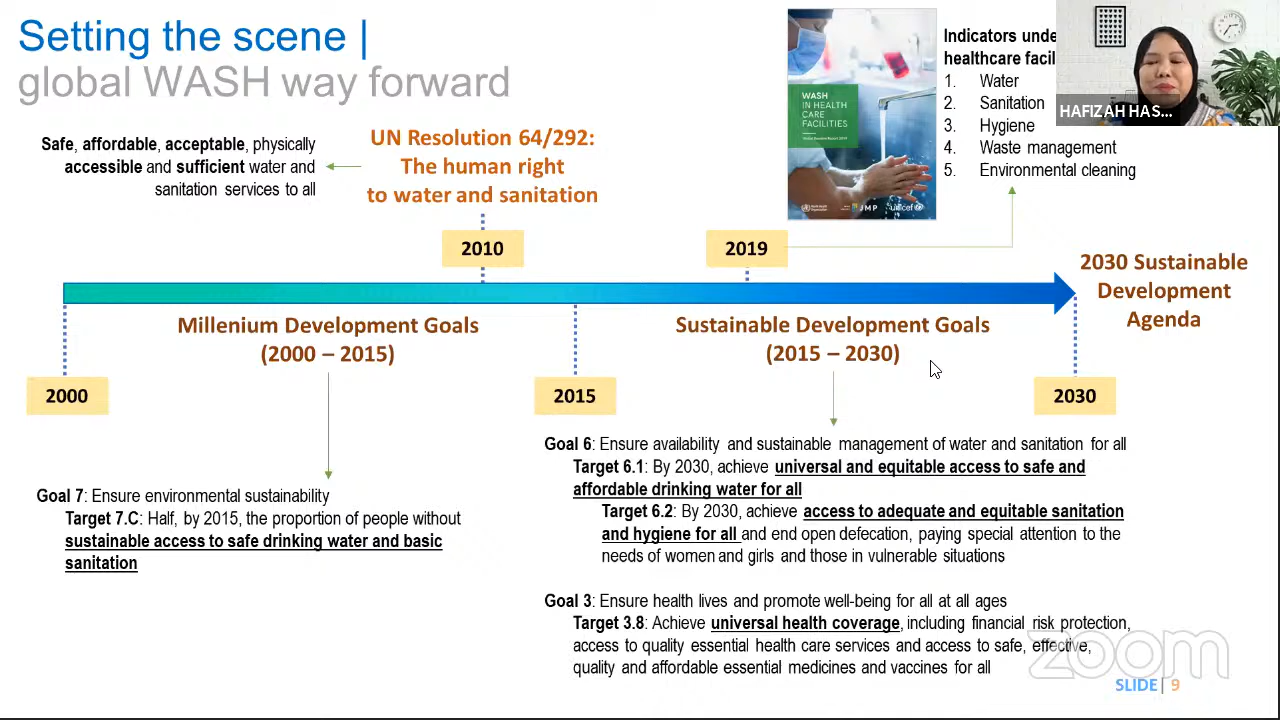 Setting the scene |
global WASH way forward
Safe, affordable, acceptable, physically
accessible and sufficient water and
sanitation services to all
UN Resolution 64/292:
The human right
to water and sanitation
WASH
IN HEALTH
CARE
FACILITIES
JMP
unicef
Indicators unde
healthcare facil
1. Water
2. Sanitation
3. Hygiene
4. Waste management
5. Environmental cleaning
HAFIZAH HAS...
2010
2019
2030 Sustainable
Development
Agenda
Millenium Development Goals
(2000 – 2015)
Sustainable Development Goals
(2015 – 2030)
2000
2015
2030
Goal 7: Ensure environmental sustainability
Target 7.C: Half, by 2015, the proportion of people without
sustainable access to safe drinking water and basic
sanitation
Goal 6: Ensure availability and sustainable management of water and sanitation for all
Target 6.1: By 2030, achieve universal and equitable access to safe and
affordable drinking water for all
Target 6.2: By 2030, achieve access to adequate and equitable sanitation
and hygiene for all and end open defecation, paying special attention to the
needs of women and girls and those in vulnerable situations
Goal 3: Ensure health lives and promote well-being for all at all ages
Target 3.8: Achieve universal health coverage, including financial risk protection,
access to quality essential health care services and access to safe, effective,
quality and affordable essential medicines and vaccines for all
zoom
SLIDE| 9